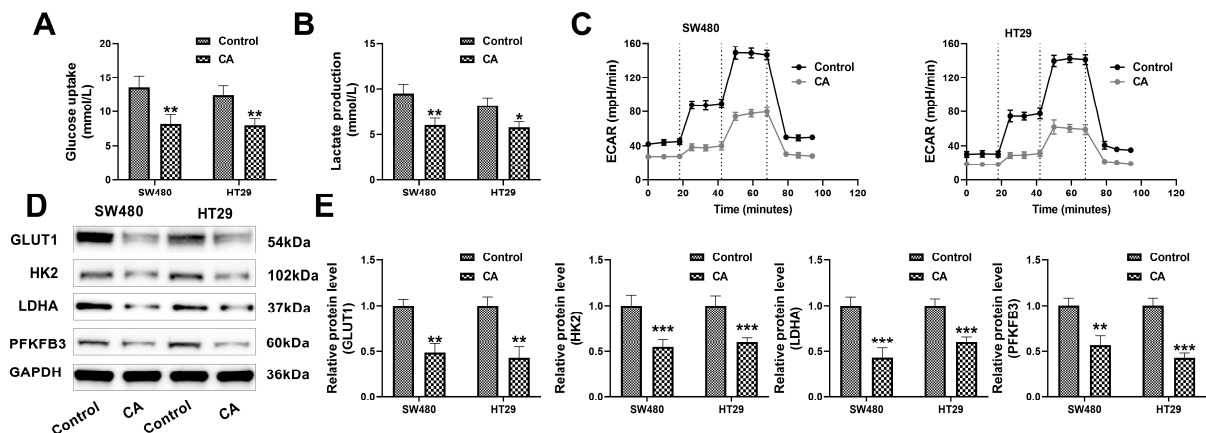 A
Glucose uptake
(mmol/L)
20
15
10
5
0
Control
CA
**
**
SW480
HT29
B
Lactate production
(mmol/L)
15
10
5
0
Control
CA
**
*
SW480
HT29
C
SW480
ECAR (mpH/min)
160
120
80
40
0
Control
CA
0 20 40 60 80 100 120
Time (minutes)
HT29
ECAR (mpH/min)
160
120
80
40
0
Control
CA
0 20 40 60 80 100 120
Time (minutes)
D
SW480 HT29
GLUT1 54kDa
HK2 102kDa
LDHA 37kDa
PFKFB3 60kDa
GAPDH 36kDa
Control CA Control CA
E
Relative protein level
(GLUT1)
1.5
1.0
0.5
0.0
Control
CA
**
**
SW480 HT29
Relative protein level
(HK2)
1.5
1.0
0.5
0.0
Control
CA
***
***
SW480 HT29
Relative protein level
(LDHA)
1.5
1.0
0.5
0.0
Control
CA
***
***
SW480 HT29
Relative protein level
(PFKFB3)
1.5
1.0
0.5
0.0
Control
CA
**
***
SW480 HT29